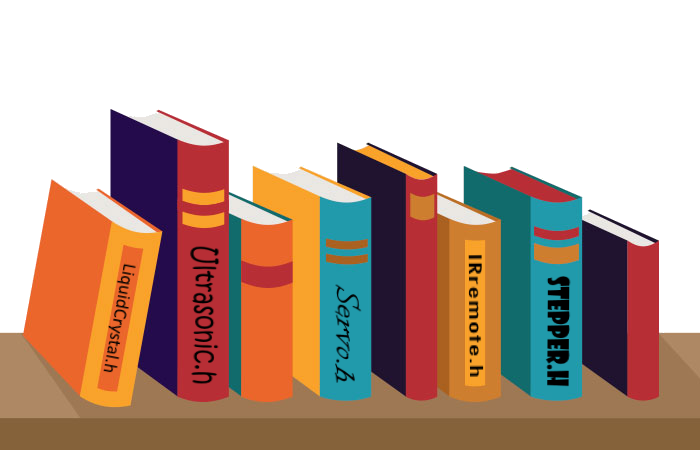 LiquidCrystal.h
Ultrasonic.h
Servo.h
IRremote.h
STEPPER.H